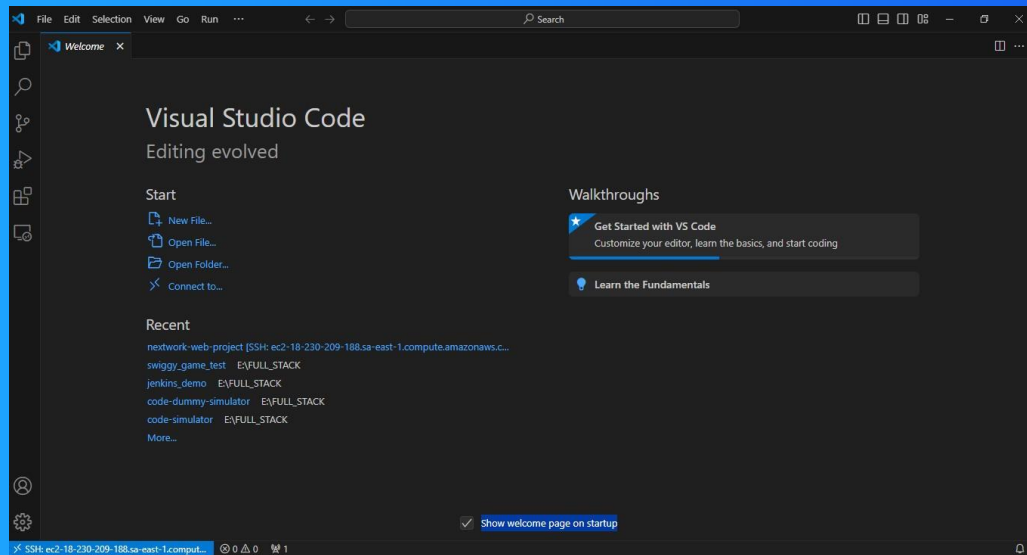 File Edit Selection View Go Run ···
Search
Welcome
Visual Studio Code
Editing evolved
Start
New File...
Open File...
Open Folder...
Connect to...
Recent
nextwork-web-project [SSH: ec2-18-230-209-188.sa-east-1.compute.amazonaws.c...
swiggy_game_test E:\FULL_STACK
jenkins_demo E:\FULL_STACK
code-dummy-simulator E:\FULL_STACK
code-simulator E:\FULL_STACK
More...
Walkthroughs
Get Started with VS Code
Customize your editor, learn the basics, and start coding
Learn the Fundamentals
Show welcome page on startup
SSH: ec2-18-230-209-188.sa-east-1.comput... 0 0 1